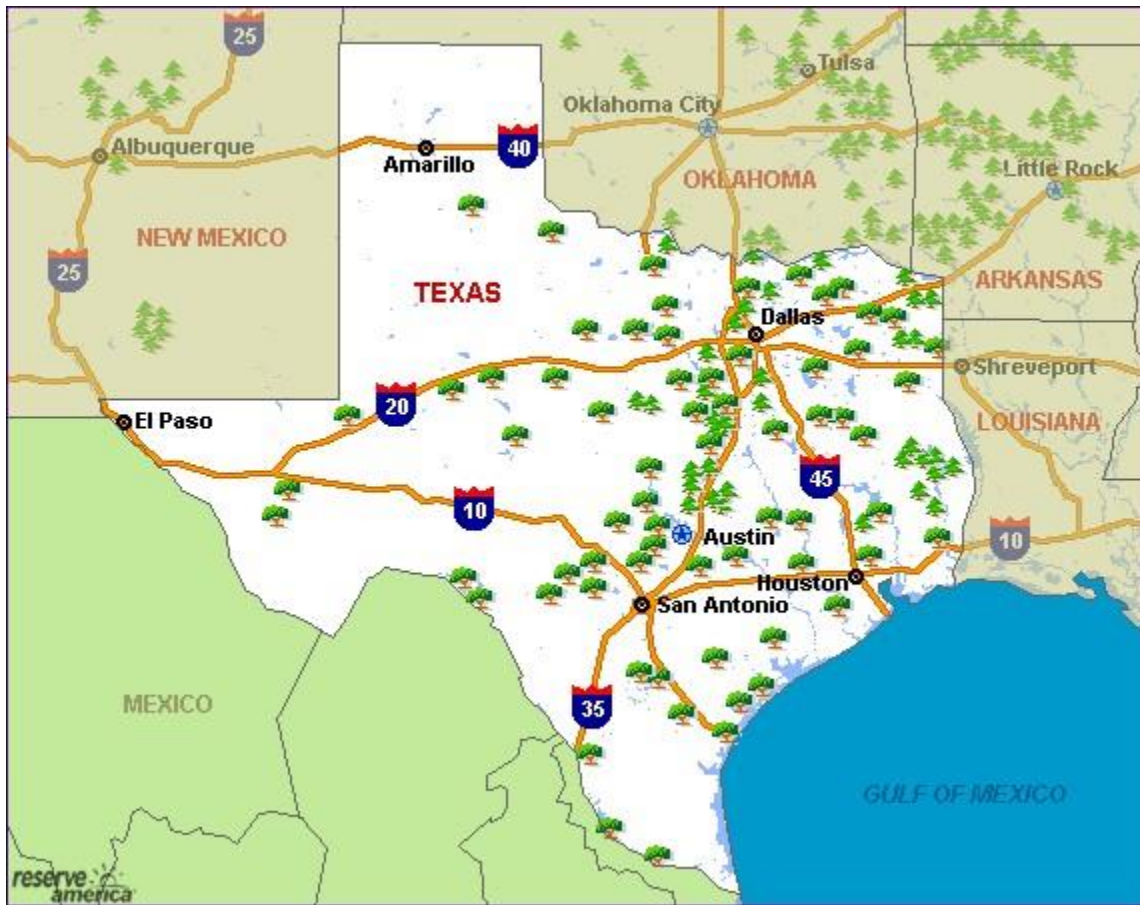 25
Tulsa
Oklahoma City
Albuquerque
Amarillo
40
OKLAHOMA
Little Rock
NEW MEXICO
25
TEXAS
ARKANSAS
Dallas
Shreveport
20
El Paso
LOUISIANA
45
10
Austin
10
Houston
San Antonio
MEXICO
35
GULF OF MEXICO
reserve
america